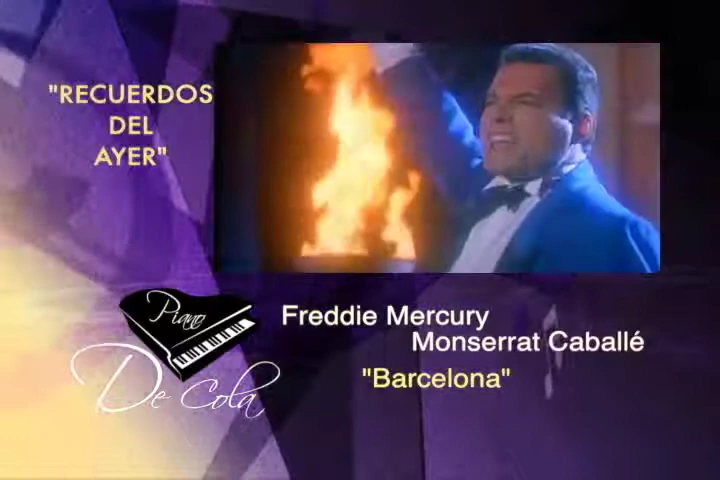 "RECUERDOS
DEL
AYER"
Piano
De Cola
Freddie Mercury
Monserrat Caballé
"Barcelona"